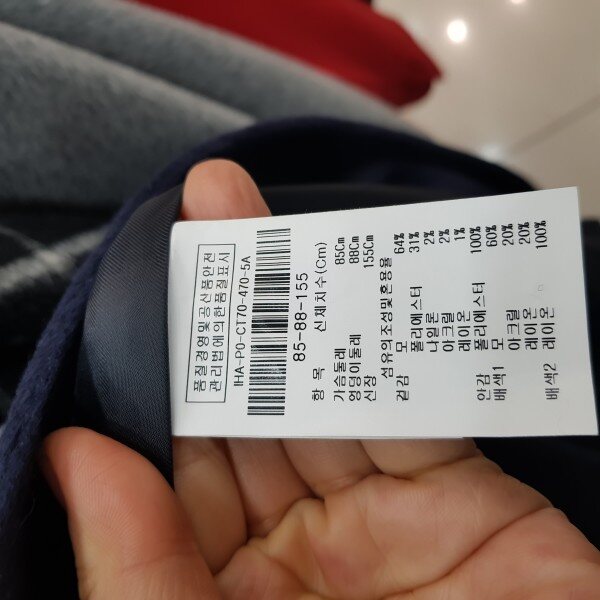 품질경영및공산품안전
관리법에의한품질표시
IHA-P0-CT70-470-5A
85-88-155
항 목 신체치수(Cm)
가슴둘레 85Cm
엉덩이둘레 88Cm
신장 155Cm
섬유의조성및혼용율
겉감 모 64%
폴리에스터 31%
나일론 2%
아크릴 2%
레이온 1%
안감 폴리에스터 100%
배색1 모 60%
아크릴 20%
레이온 20%
배색2 레이온 100%